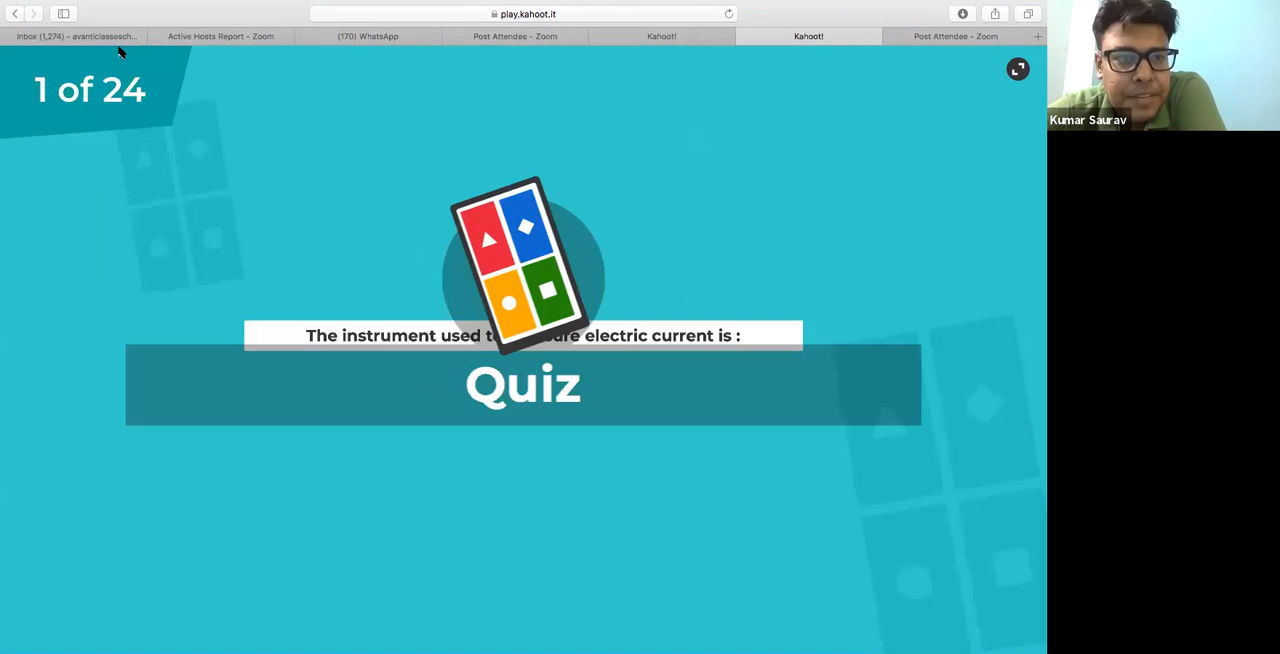 play.kahoot.it
Inbox (1,274) - avanticlassesch...
Active Hosts Report - Zoom
(170) WhatsApp
Post Attendee - Zoom
Kahoot!
Kahoot!
Post Attendee - Zoom
1 of 24
Kumar Saurav
The instrument used to electric current is :
Quiz